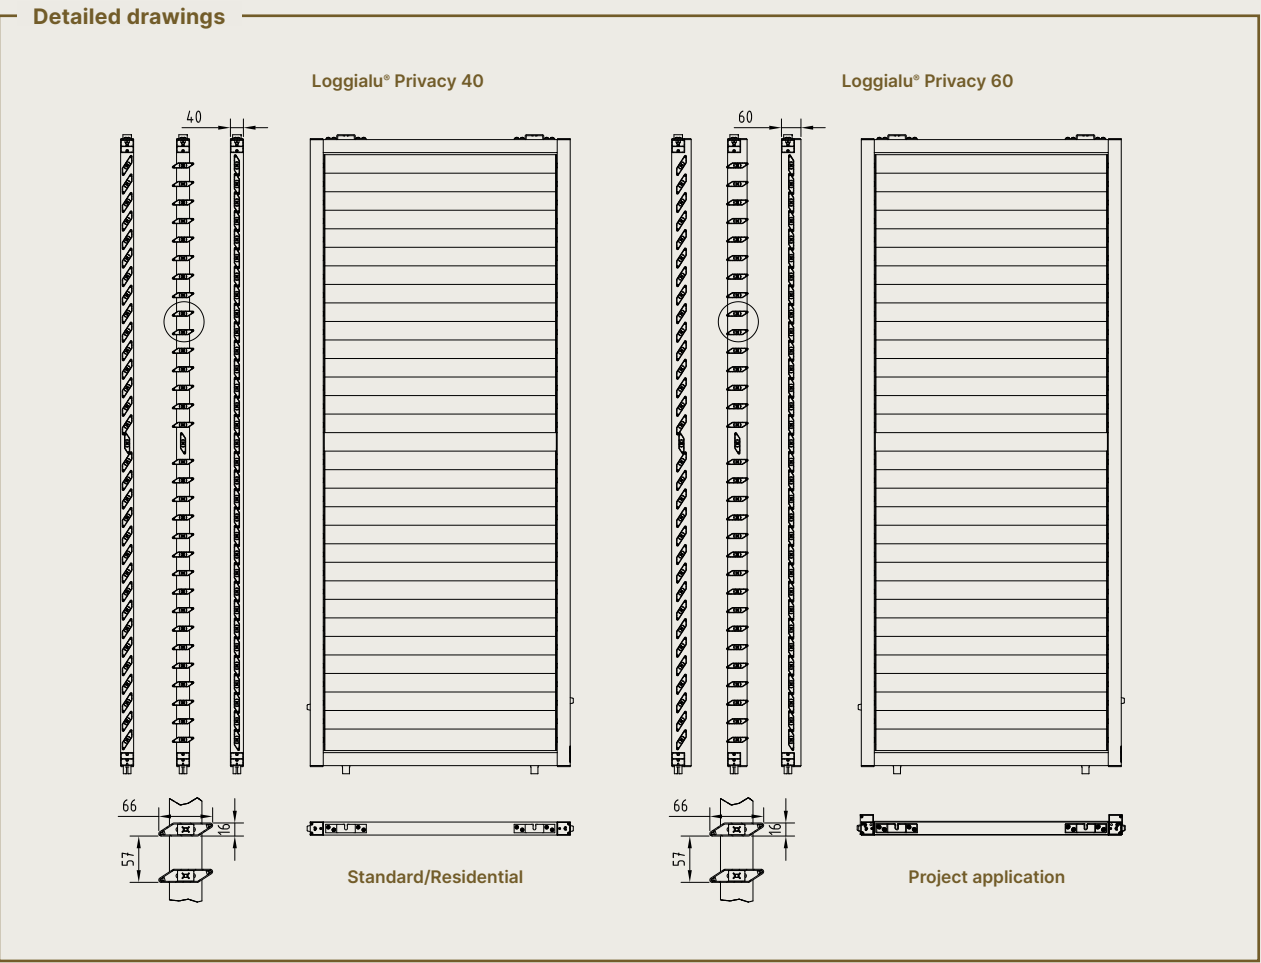 Detailed drawings
Loggialu® Privacy 40
Loggialu® Privacy 60
40
60
66
16
57
66
16
57
Standard/Residential
Project application